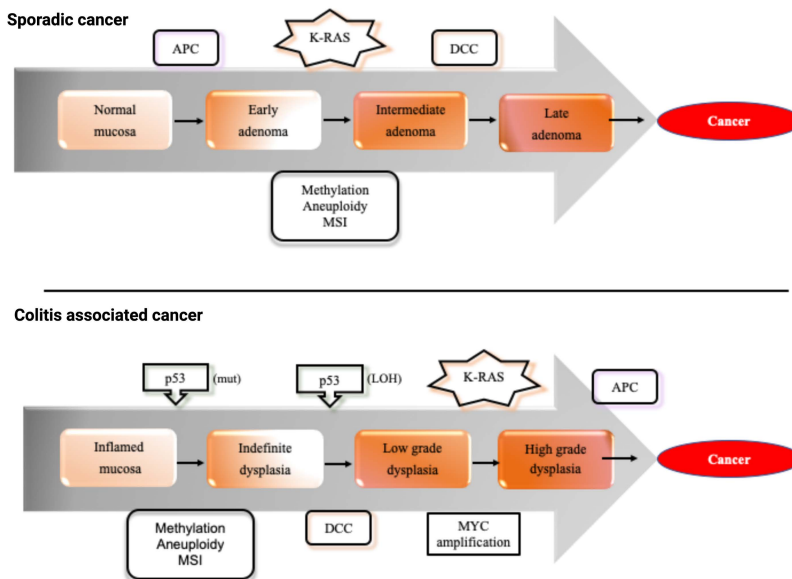 Sporadic cancer
APC
K-RAS
DCC
Normal
mucosa
Early
adenoma
Intermediate
adenoma
Late
adenoma
Cancer
Methylation
Aneuploidy
MSI
Colitis associated cancer
p53 (mut)
p53 (LOH)
K-RAS
APC
Inflamed
mucosa
Indefinite
dysplasia
Low grade
dysplasia
High grade
dysplasia
Cancer
Methylation
Aneuploidy
MSI
DCC
MYC
amplification